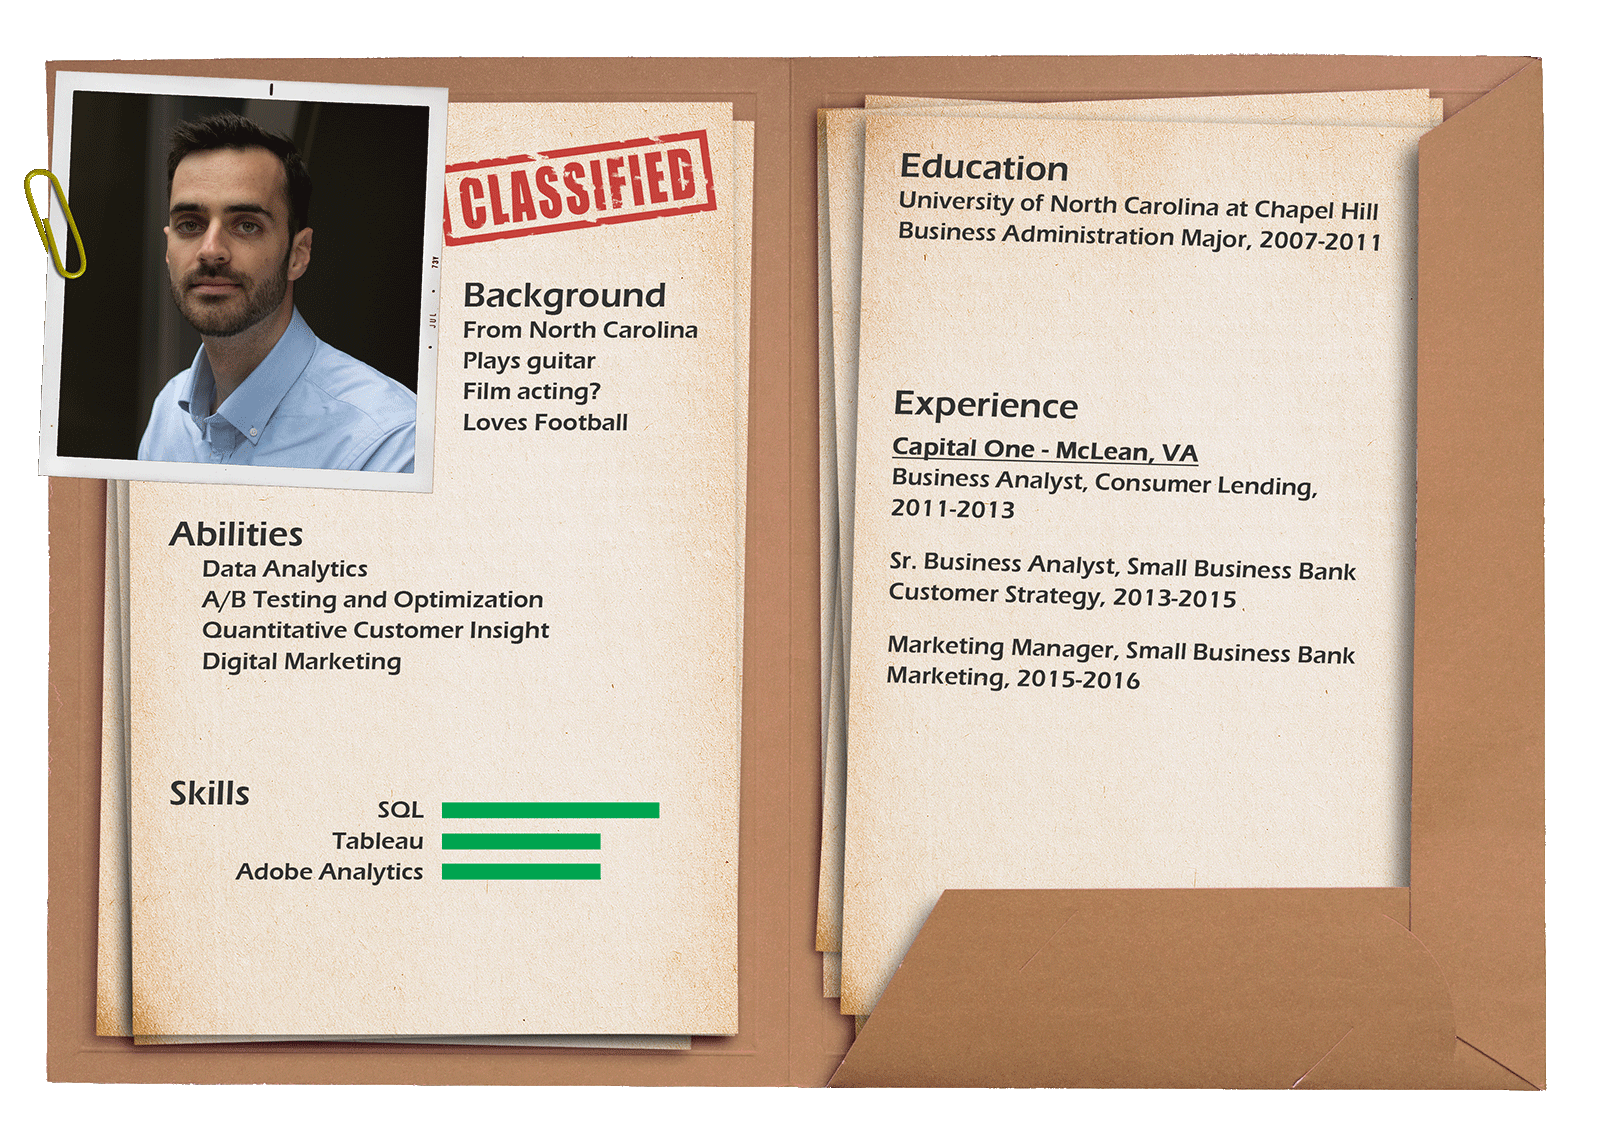 CLASSIFIED
73Y
JUL
Background
From North Carolina
Plays guitar
Film acting?
Loves Football
Abilities
Data Analytics
A/B Testing and Optimization
Quantitative Customer Insight
Digital Marketing
Skills
SQL
Tableau
Adobe Analytics
Education
University of North Carolina at Chapel Hill
Business Administration Major, 2007-2011
Experience
Capital One - McLean, VA
Business Analyst, Consumer Lending,
2011-2013
Sr. Business Analyst, Small Business Bank
Customer Strategy, 2013-2015
Marketing Manager, Small Business Bank
Marketing, 2015-2016